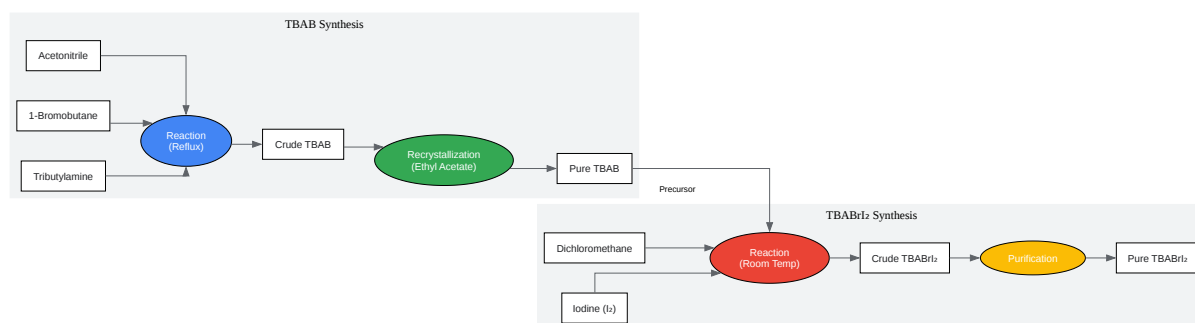 TBAB Synthesis
Acetonitrile
1-Bromobutane
Tributylamine
Reaction
(Reflux)
Crude TBAB
Recrystallization
(Ethyl Acetate)
Pure TBAB
Precursor
TBABrI₂ Synthesis
Dichloromethane
Iodine (I₂)
Reaction
(Room Temp)
Crude TBABrI₂
Purification
Pure TBABrI₂